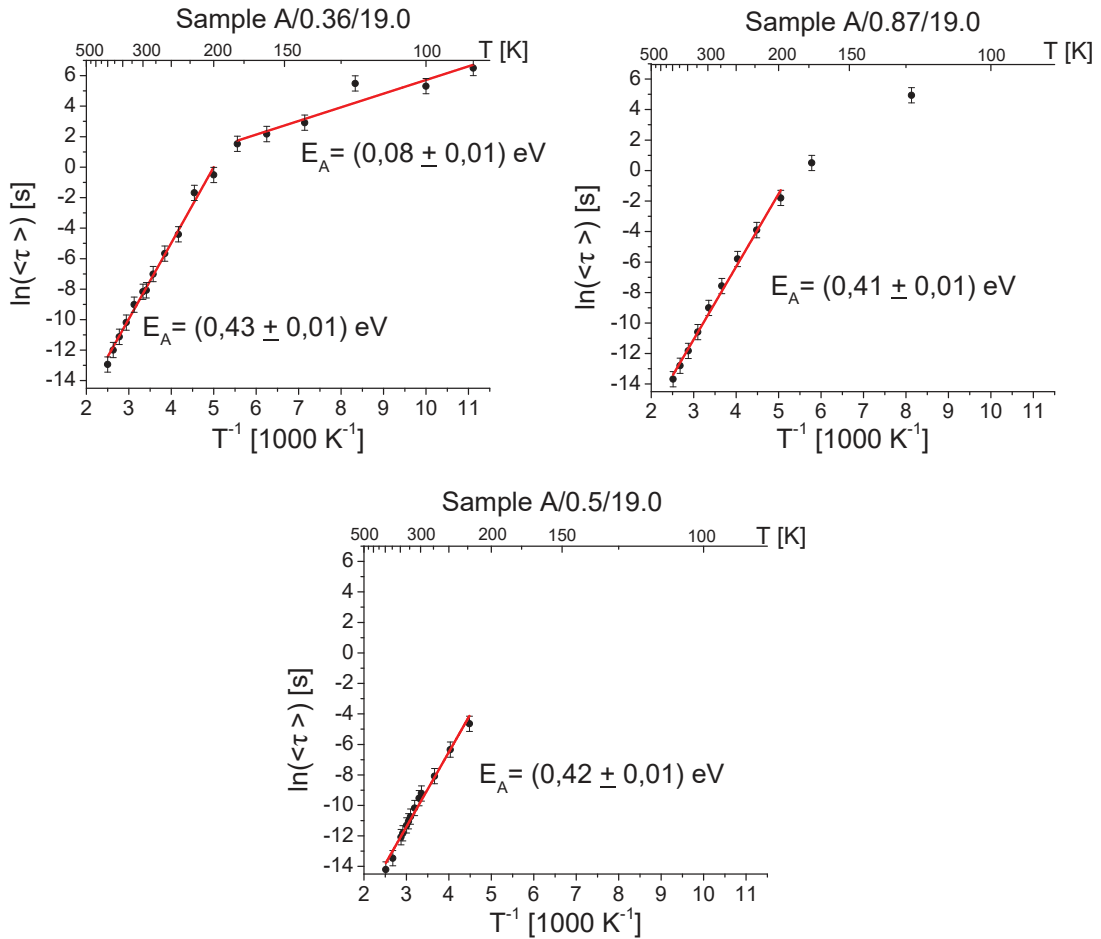 Sample A/0.36/19.0
500 300 200 150 100 T [K]
6
4
2
0
-2
-4
-6
-8
-10
-12
-14
ln(<τ >) [s]
E_A= (0,08 ± 0,01) eV
E_A= (0,43 ± 0,01) eV
2 3 4 5 6 7 8 9 10 11
T⁻¹ [1000 K⁻¹]
Sample A/0.87/19.0
500 300 200 150 100 T [K]
6
4
2
0
-2
-4
-6
-8
-10
-12
-14
ln(<τ >) [s]
E_A= (0,41 ± 0,01) eV
2 3 4 5 6 7 8 9 10 11
T⁻¹ [1000 K⁻¹]
Sample A/0.5/19.0
500 300 200 150 100 T [K]
6
4
2
0
-2
-4
-6
-8
-10
-12
-14
ln(<τ >) [s]
E_A= (0,42 ± 0,01) eV
2 3 4 5 6 7 8 9 10 11
T⁻¹ [1000 K⁻¹]